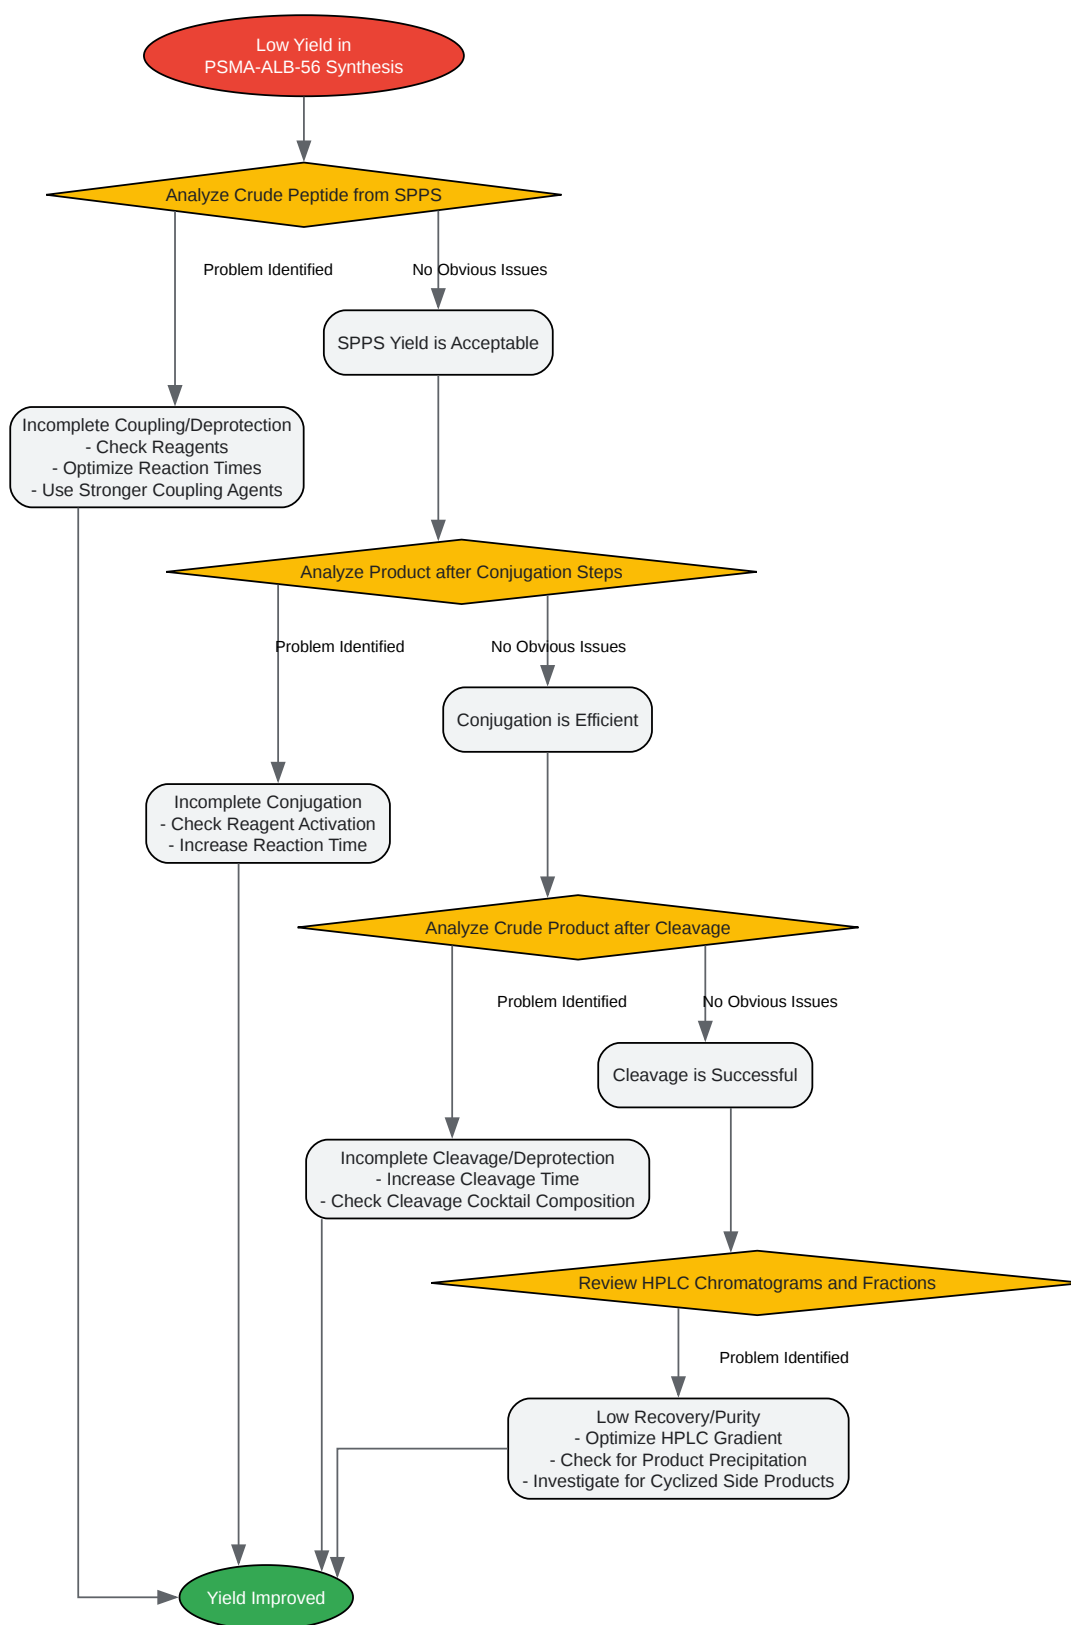 Low Yield in
PSMA-ALB-56 Synthesis
Analyze Crude Peptide from SPPS
Problem Identified
No Obvious Issues
SPPS Yield is Acceptable
Incomplete Coupling/Deprotection
- Check Reagents
- Optimize Reaction Times
- Use Stronger Coupling Agents
Analyze Product after Conjugation Steps
Problem Identified
No Obvious Issues
Conjugation is Efficient
Incomplete Conjugation
- Check Reagent Activation
- Increase Reaction Time
Analyze Crude Product after Cleavage
Problem Identified
No Obvious Issues
Cleavage is Successful
Incomplete Cleavage/Deprotection
- Increase Cleavage Time
- Check Cleavage Cocktail Composition
Review HPLC Chromatograms and Fractions
Problem Identified
Low Recovery/Purity
- Optimize HPLC Gradient
- Check for Product Precipitation
- Investigate for Cyclized Side Products
Yield Improved